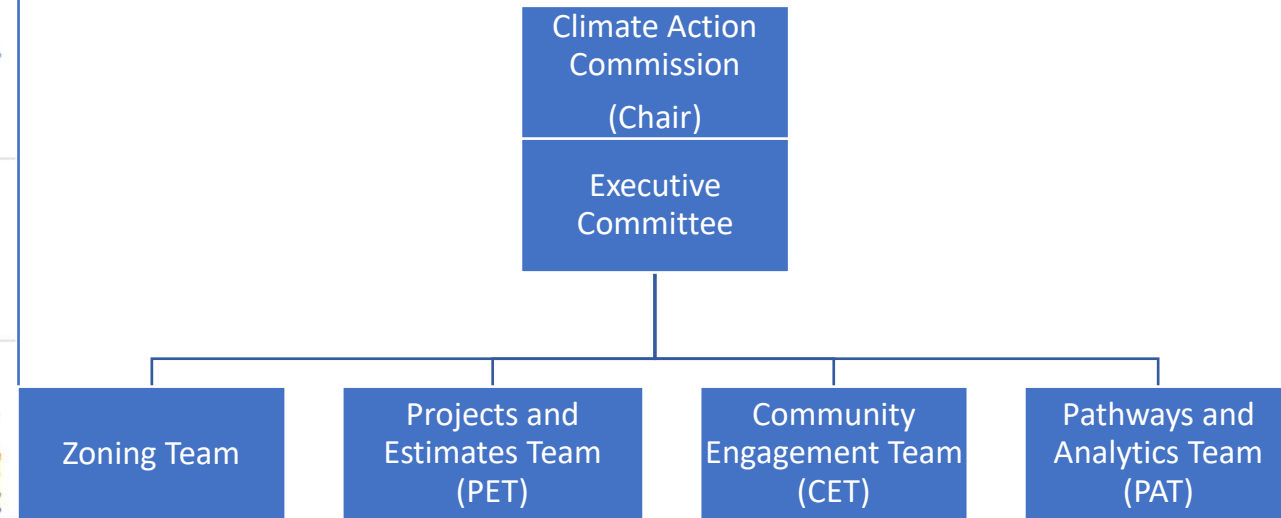 Climate Action
Commission
(Chair)
Executive
Committee
Zoning Team
Projects and
Estimates Team
(PET)
Community
Engagement Team
(CET)
Pathways and
Analytics Team
(PAT)